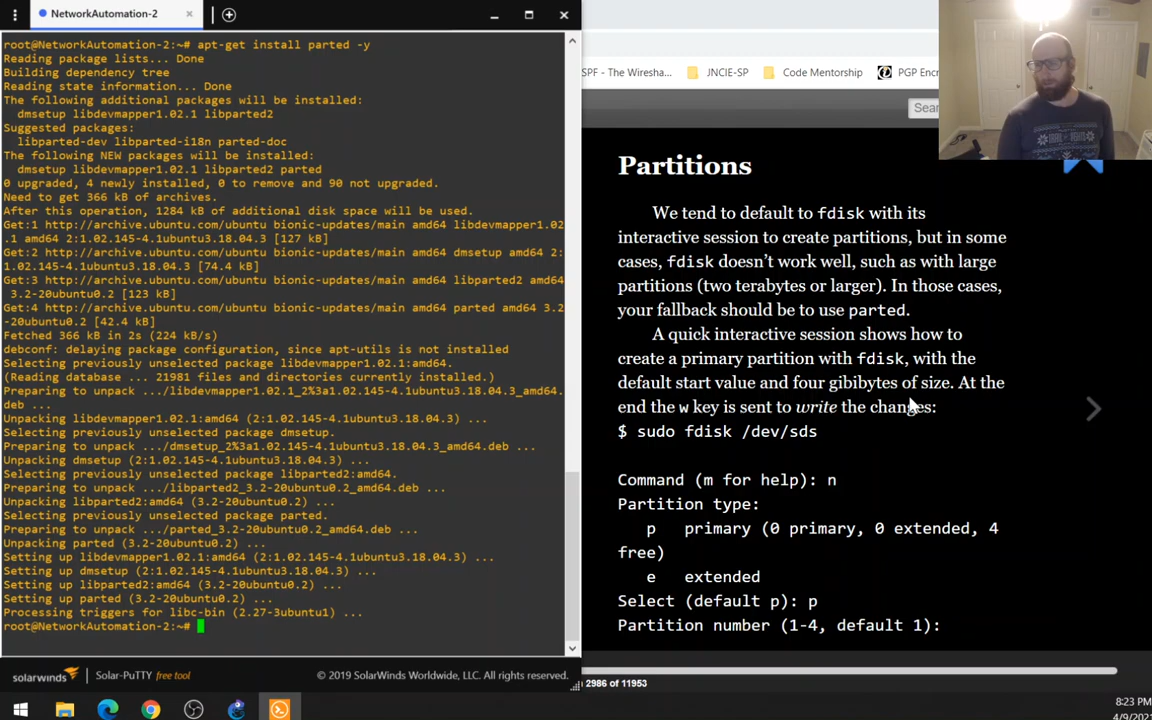 NetworkAutomation-2
root@NetworkAutomation-2:~# apt-get install parted -y
Reading package lists... Done
Building dependency tree
Reading state information... Done
The following additional packages will be installed:
dmsetup libdevmapper1.02.1 libparted2
Suggested packages:
libparted-dev libparted-i18n parted-doc
The following NEW packages will be installed:
dmsetup libdevmapper1.02.1 libparted2 parted
0 upgraded, 4 newly installed, 0 to remove and 90 not upgraded.
Need to get 366 kB of archives.
After this operation, 1284 kB of additional disk space will be used.
Get:1 http://archive.ubuntu.com/ubuntu bionic-updates/main amd64 libdevmapper1.02
.1 amd64 2:1.02.145-4.1ubuntu3.18.04.3 [127 kB]
Get:2 http://archive.ubuntu.com/ubuntu bionic-updates/main amd64 dmsetup amd64 2:
1.02.145-4.1ubuntu3.18.04.3 [74.4 kB]
Get:3 http://archive.ubuntu.com/ubuntu bionic-updates/main amd64 libparted2 amd64
3.2-20ubuntu0.2 [123 kB]
Get:4 http://archive.ubuntu.com/ubuntu bionic-updates/main amd64 parted amd64 3.2
-20ubuntu0.2 [42.4 kB]
Fetched 366 kB in 2s (224 kB/s)
debconf: delaying package configuration, since apt-utils is not installed
Selecting previously unselected package libdevmapper1.02.1:amd64.
(Reading database ... 21981 files and directories currently installed.)
Preparing to unpack .../libdevmapper1.02.1_2%3a1.02.145-4.1ubuntu3.18.04.3_amd64.
deb ...
Unpacking libdevmapper1.02.1:amd64 (2:1.02.145-4.1ubuntu3.18.04.3) ...
Selecting previously unselected package dmsetup.
Preparing to unpack .../dmsetup_2%3a1.02.145-4.1ubuntu3.18.04.3_amd64.deb ...
Unpacking dmsetup (2:1.02.145-4.1ubuntu3.18.04.3) ...
Selecting previously unselected package libparted2:amd64.
Preparing to unpack .../libparted2_3.2-20ubuntu0.2_amd64.deb ...
Unpacking libparted2:amd64 (3.2-20ubuntu0.2) ...
Selecting previously unselected package parted.
Preparing to unpack .../parted_3.2-20ubuntu0.2_amd64.deb ...
Unpacking parted (3.2-20ubuntu0.2) ...
Setting up libdevmapper1.02.1:amd64 (2:1.02.145-4.1ubuntu3.18.04.3) ...
Setting up dmsetup (2:1.02.145-4.1ubuntu3.18.04.3) ...
Setting up libparted2:amd64 (3.2-20ubuntu0.2) ...
Setting up parted (3.2-20ubuntu0.2) ...
Processing triggers for libc-bin (2.27-3ubuntu1) ...
root@NetworkAutomation-2:~#
solarwinds Solar-PuTTY free tool © 2019 SolarWinds Worldwide, LLC. All rights reserved.
SPF - The Wiresha... JNCIE-SP Code Mentorship PGP Encr
Sear
Partitions
We tend to default to fdisk with its
interactive session to create partitions, but in some
cases, fdisk doesn't work well, such as with large
partitions (two terabytes or larger). In those cases,
your fallback should be to use parted.
A quick interactive session shows how to
create a primary partition with fdisk, with the
default start value and four gibibytes of size. At the
end the w key is sent to write the changes:
$ sudo fdisk /dev/sds
Command (m for help): n
Partition type:
p primary (0 primary, 0 extended, 4
free)
e extended
Select (default p): p
Partition number (1-4, default 1):
2986 of 11953
8:23 PM